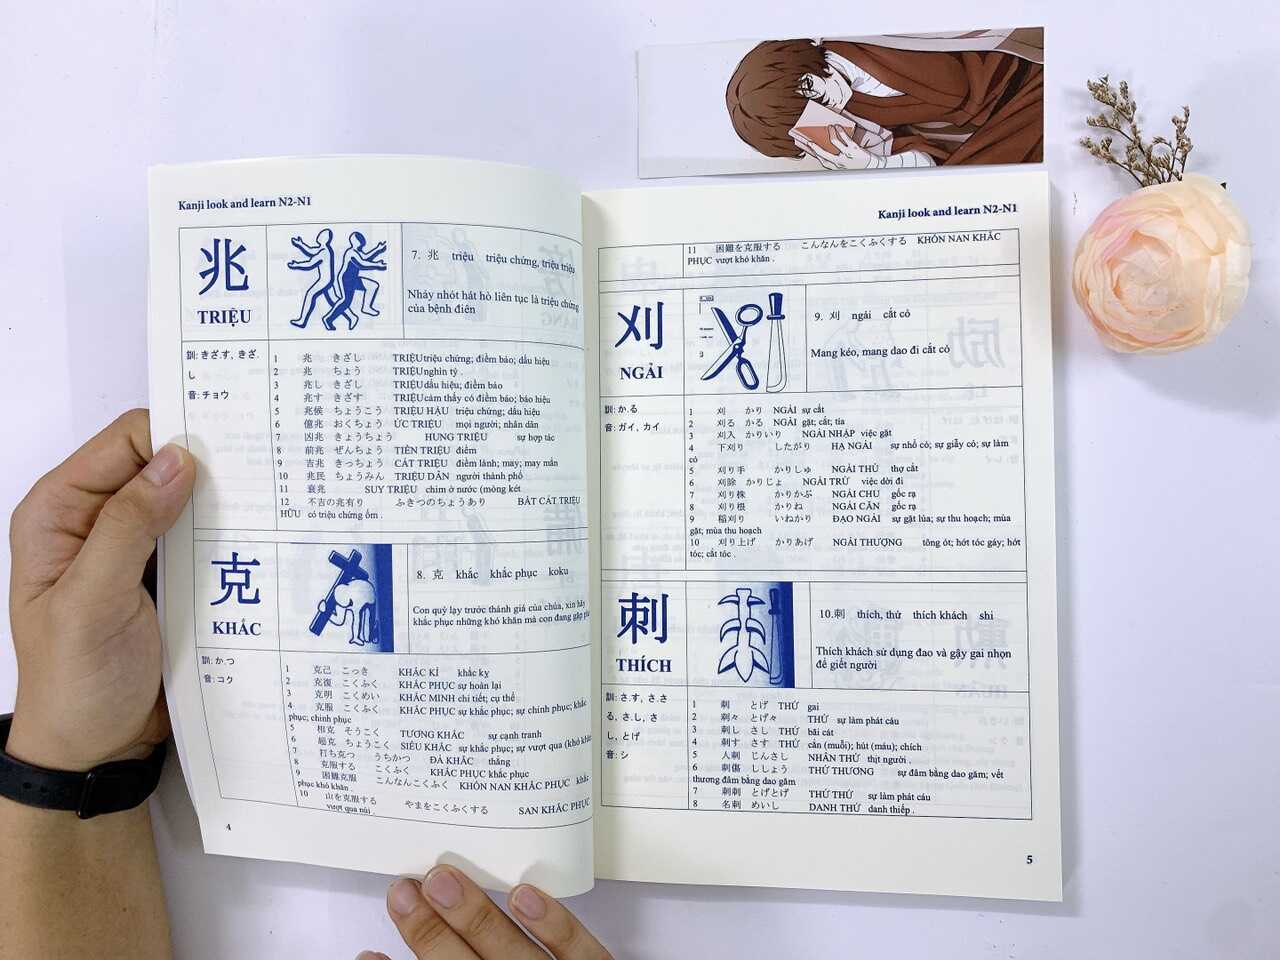 Kanji look and learn N2-N1
兆
TRIỆU
7. 兆 triệu triệu chứng, triệu triệu
Nhảy nhót hát hò liên tục là triệu chứng
của bệnh điên
訓: きざ.す, きざ.
し
音: チョウ
1 兆 きざし TRIỆU triệu chứng; điềm báo; dấu hiệu
2 兆 ちょう TRIỆU nghìn tỷ .
3 兆し きざし TRIỆU dấu hiệu; điềm báo
4 兆す きざす TRIỆU cảm thấy có điềm báo; báo hiệu
5 兆候 ちょうこう TRIỆU HẬU triệu chứng; dấu hiệu
6 億兆 おくちょう ỨC TRIỆU mọi người; nhân dân
7 凶兆 きょうちょう HUNG TRIỆU sự hợp tác
8 前兆 ぜんちょう TIỀN TRIỆU điềm
9 吉兆 きっちょう CÁT TRIỆU điềm lành; may; may mắn
10 兆民 ちょうみん TRIỆU DÂN người thành phố
11 衰兆 SUY TRIỆU chim ở nước (mòng két
12 不吉の兆有り ふきつのちょうあり BẤT CÁT TRIỆU
HỮU có triệu chứng ốm .
克
KHẮC
8. 克 khắc khắc phục koku
Con quỳ lạy trước thánh giá của chúa, xin hãy
khắc phục những khó khăn mà con đang gặp phải
訓: か.つ
音: コク
1 克己 こっき KHẮC KỈ khắc kỵ
2 克復 こくふく KHẮC PHỤC sự hoàn lại
3 克明 こくめい KHẮC MINH chi tiết; cụ thể
4 克服 こくふく KHẮC PHỤC sự khắc phục; sự chinh phục; khắc
phục; chinh phục
5 相克 そうこく TƯƠNG KHẮC sự cạnh tranh
6 超克 ちょうこく SIÊU KHẮC sự khắc phục; sự vượt qua (khó khăn
7 打ち克つ うちかつ ĐẢ KHẮC thắng
8 克服する こくふく KHẮC PHỤC khắc phục
9 困難克服 こんなんこくふく KHỐN NAN KHẮC PHỤC khắc
phục khó khăn .
10 山を克服する やまをこくふくする SAN KHẮC PHỤC
vượt qua núi .
4
Kanji look and learn N2-N1
11 困難を克服する こんなんをこくふくする KHỐN NAN KHẮC
PHỤC vượt khó khăn .
刈
NGẢI
9. 刈 ngải cắt cỏ
Mang kéo, mang dao đi cắt cỏ
訓: か.る
音: ガイ, カイ
1 刈 かり NGẢI sự cắt
2 刈る かる NGẢI gặt; cắt; tỉa
3 刈入 かりいり NGẢI NHẬP việc gặt
4 下刈り したがり HẠ NGẢI sự nhổ cỏ; sự giẫy cỏ; sự làm
cỏ
5 刈り手 かりしゅ NGẢI THỦ thợ cắt
6 刈除 かりじょ NGẢI TRỪ việc dời đi
7 刈り株 かりかぶ NGẢI CHU gốc rạ
8 刈り根 かりね NGẢI CĂN gốc rạ
9 稲刈り いねかり ĐẠO NGẢI sự gặt lúa; sự thu hoạch; mùa
gặt; mùa thu hoạch
10 刈り上げ かりあげ NGẢI THƯỢNG tông ót; hớt tóc gáy; hớt
tóc; cắt tóc .
刺
THÍCH
10.刺 thích, thứ thích khách shi
Thích khách sử dụng đao và gậy gai nhọn
để giết người
訓: さ.す, さ.さ
る, さ.し, さ
し, とげ
音: シ
1 刺 とげ THỨ gai
2 刺々 とげ々 THỨ sự làm phát cáu
3 刺し さし THỨ bãi cát
4 刺す さす THỨ cắn (muỗi); hút (máu); chích
5 人刺 じんさし NHÂN THỨ thịt người .
6 刺傷 ししょう THỨ THƯƠNG sự đâm bằng dao găm; vết
thương đâm bằng dao găm
7 刺刺 とげとげ THỨ THỨ sự làm phát cáu
8 名刺 めいし DANH THỨ danh thiếp .
5